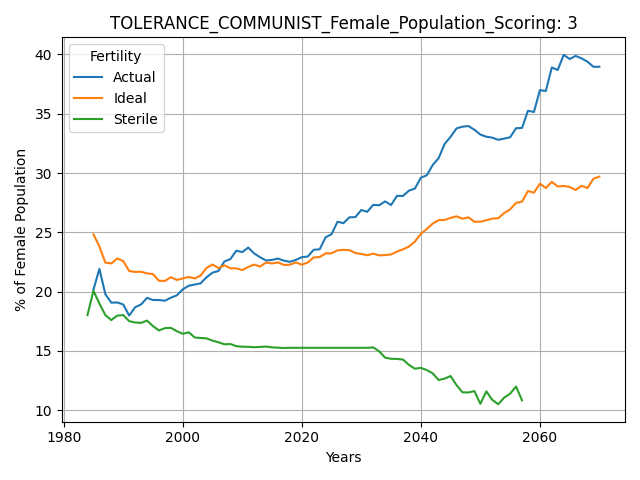 TOLERANCE_COMMUNIST_Female_Population_Scoring: 3
% of Female Population
40
35
30
25
20
15
10
Fertility
Actual
Ideal
Sterile
1980
2000
2020
2040
2060
Years